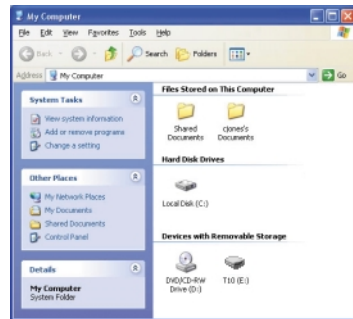 My Computer
File Edit View Favorites Tools Help
Back Search Folders
Address My Computer Go
System Tasks
View system information
Add or remove programs
Change a setting
Other Places
My Network Places
My Documents
Shared Documents
Control Panel
Details
My Computer
System Folder
Files Stored on This Computer
Shared Documents
cjones's Documents
Hard Disk Drives
Local Disk (C:)
Devices with Removable Storage
DVD/CD-RW
Drive (D:)
T10 (E:)